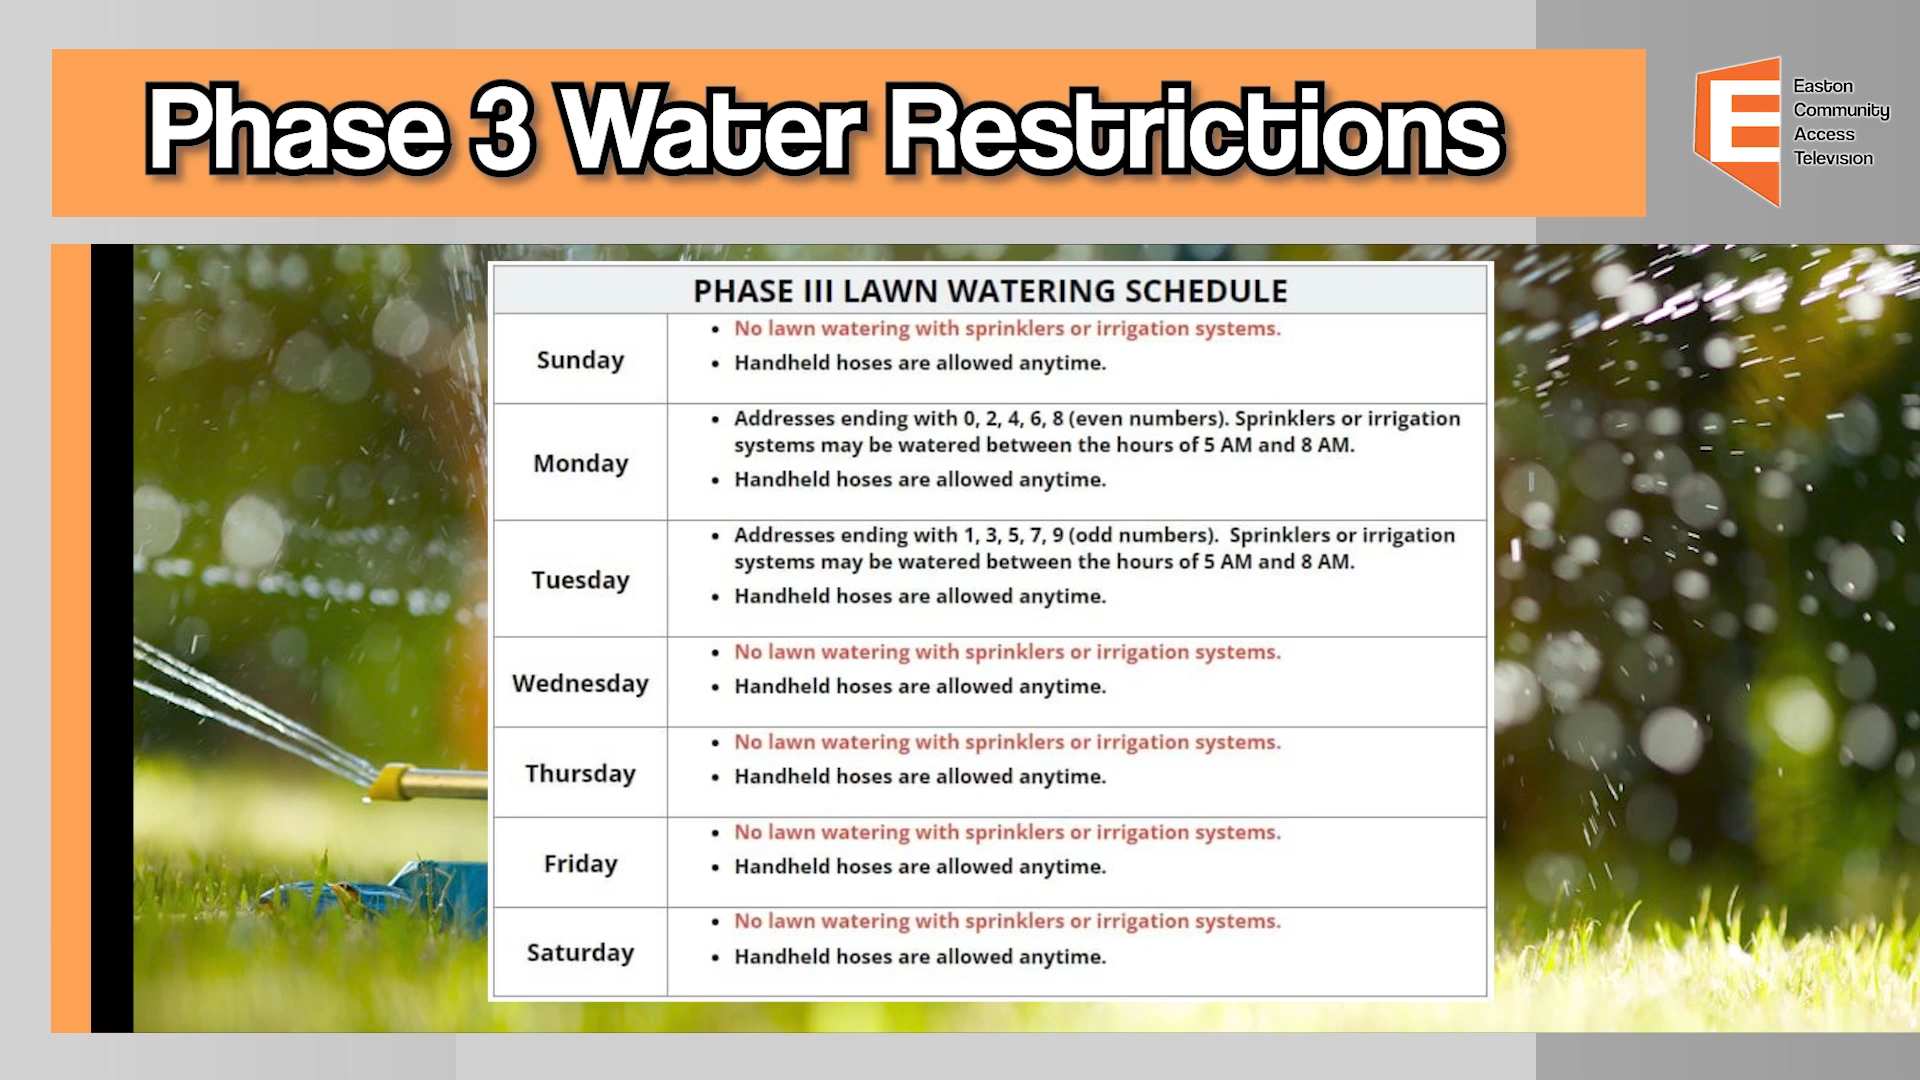 Phase 3 Water Restrictions
Easton
Community
Access
Television
PHASE III LAWN WATERING SCHEDULE
Sunday
• No lawn watering with sprinklers or irrigation systems.
• Handheld hoses are allowed anytime.
Monday
• Addresses ending with 0, 2, 4, 6, 8 (even numbers). Sprinklers or irrigation
systems may be watered between the hours of 5 AM and 8 AM.
• Handheld hoses are allowed anytime.
Tuesday
• Addresses ending with 1, 3, 5, 7, 9 (odd numbers).  Sprinklers or irrigation
systems may be watered between the hours of 5 AM and 8 AM.
• Handheld hoses are allowed anytime.
Wednesday
• No lawn watering with sprinklers or irrigation systems.
• Handheld hoses are allowed anytime.
Thursday
• No lawn watering with sprinklers or irrigation systems.
• Handheld hoses are allowed anytime.
Friday
• No lawn watering with sprinklers or irrigation systems.
• Handheld hoses are allowed anytime.
Saturday
• No lawn watering with sprinklers or irrigation systems.
• Handheld hoses are allowed anytime.